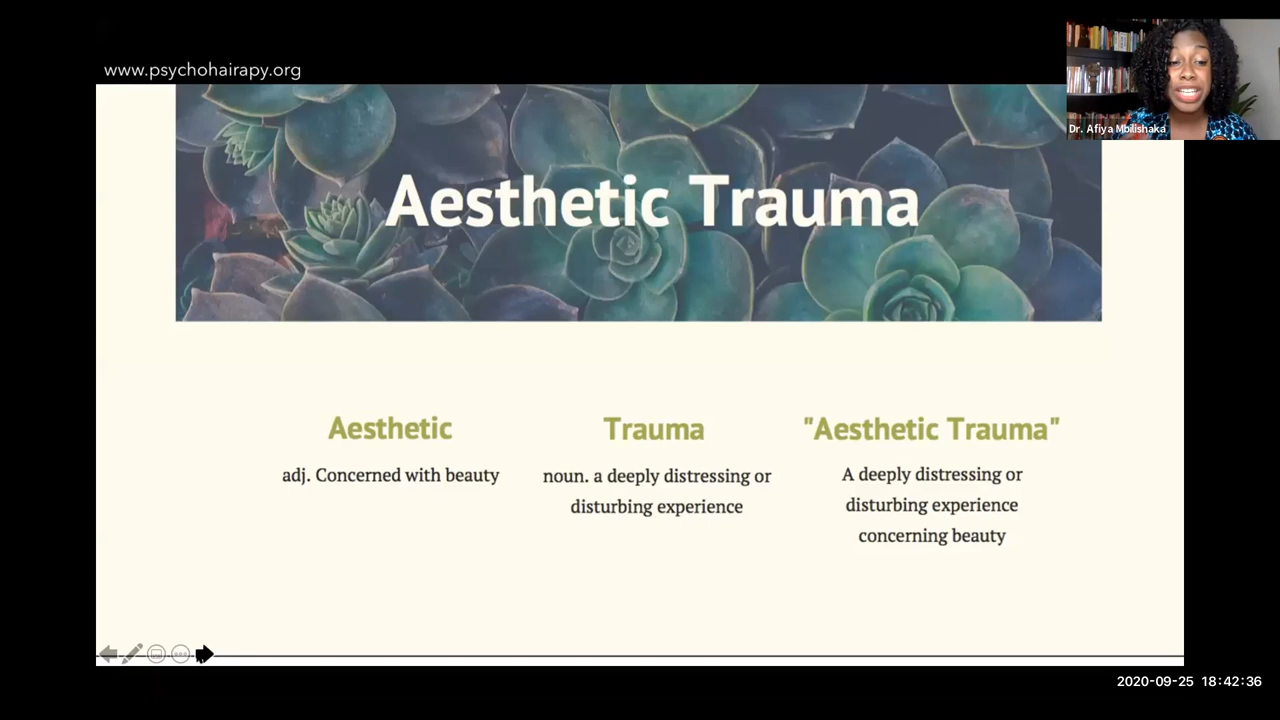 www.psychohairapy.org
Dr. Afiya Mbilishaka
Aesthetic Trauma
Aesthetic
adj. Concerned with beauty
Trauma
noun. a deeply distressing or
disturbing experience
"Aesthetic Trauma"
A deeply distressing or
disturbing experience
concerning beauty
2020-09-25 18:42:36